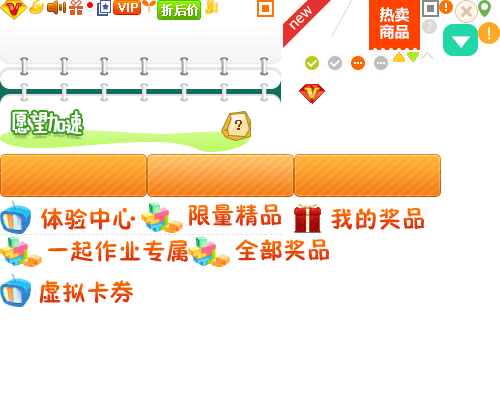 V VIP 折后价
new
热卖
商品
愿望加速
?
V
体验中心 限量精品 我的奖品
一起作业专属 全部奖品
虚拟卡券